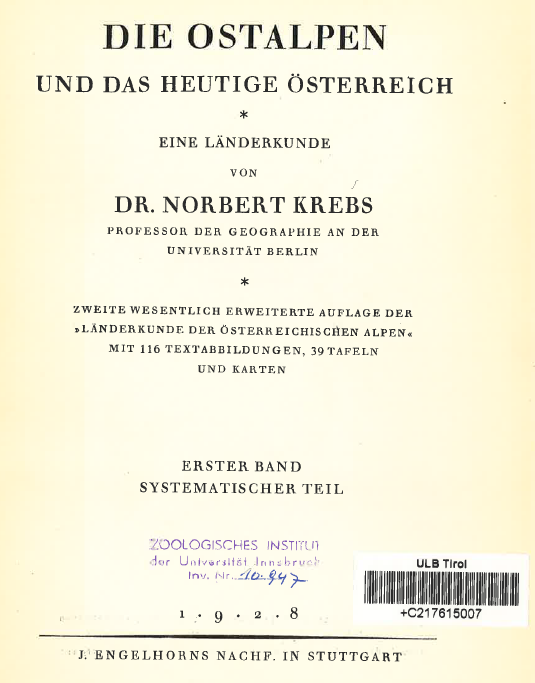 DIE OSTALPEN
UND DAS HEUTIGE ÖSTERREICH
*
EINE LÄNDERKUNDE
VON
DR. NORBERT KREBS
PROFESSOR DER GEOGRAPHIE AN DER
UNIVERSITÄT BERLIN
*
ZWEITE WESENTLICH ERWEITERTE AUFLAGE DER
»LÄNDERKUNDE DER ÖSTERREICHISCHEN ALPEN«
MIT 116 TEXTABBILDUNGEN, 39 TAFELN
UND KARTEN
ERSTER BAND
SYSTEMATISCHER TEIL
ZOOLOGISCHES INSTITUT
der Universität Innsbruck
Inv. Nr. 10.947
ULB Tirol
+C217615007
1 · 9 · 2 · 8
J. ENGELHORNS NACHF. IN STUTTGART